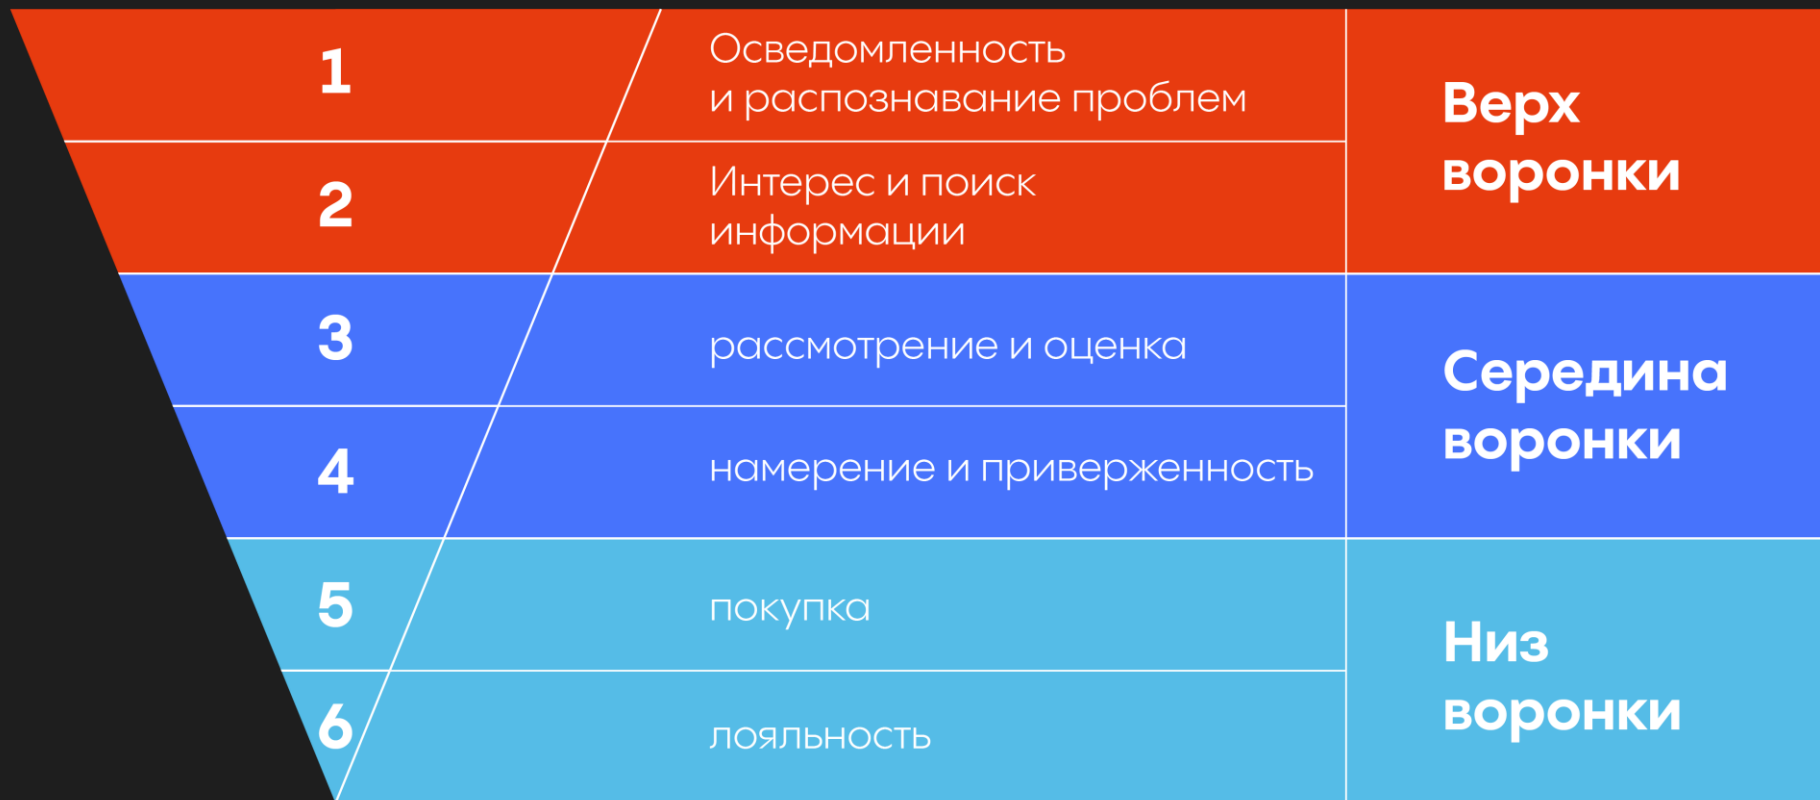 1
Осведомленность
и распознавание проблем
2
Интерес и поиск
информации
Верх
воронки
3
рассмотрение и оценка
4
намерение и приверженность
Середина
воронки
5
покупка
6
лояльность
Низ
воронки